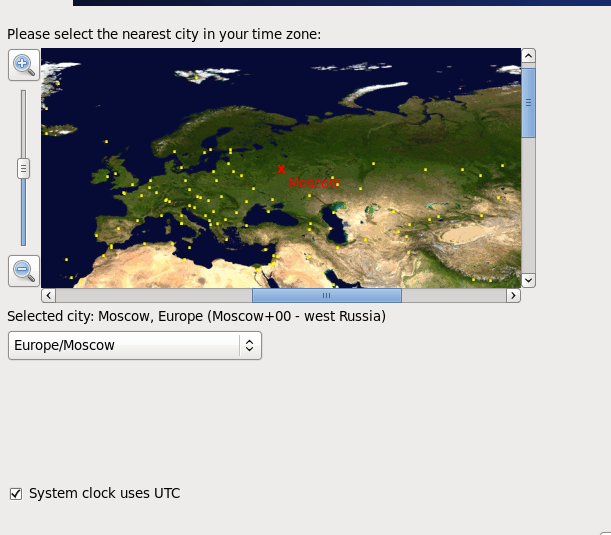 Please select the nearest city in your time zone:
Moscow
Selected city: Moscow, Europe (Moscow+00 - west Russia)
Europe/Moscow
System clock uses UTC